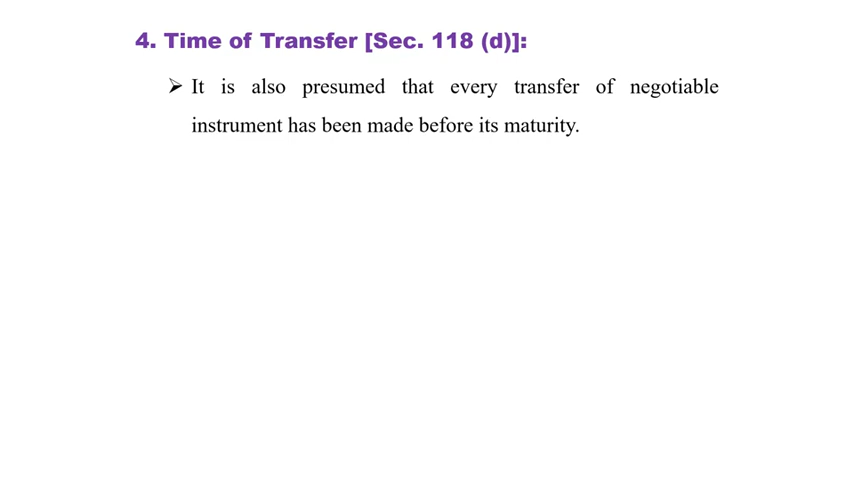 4. Time of Transfer [Sec. 118 (d)]:
➢ It is also presumed that every transfer of negotiable
instrument has been made before its maturity.